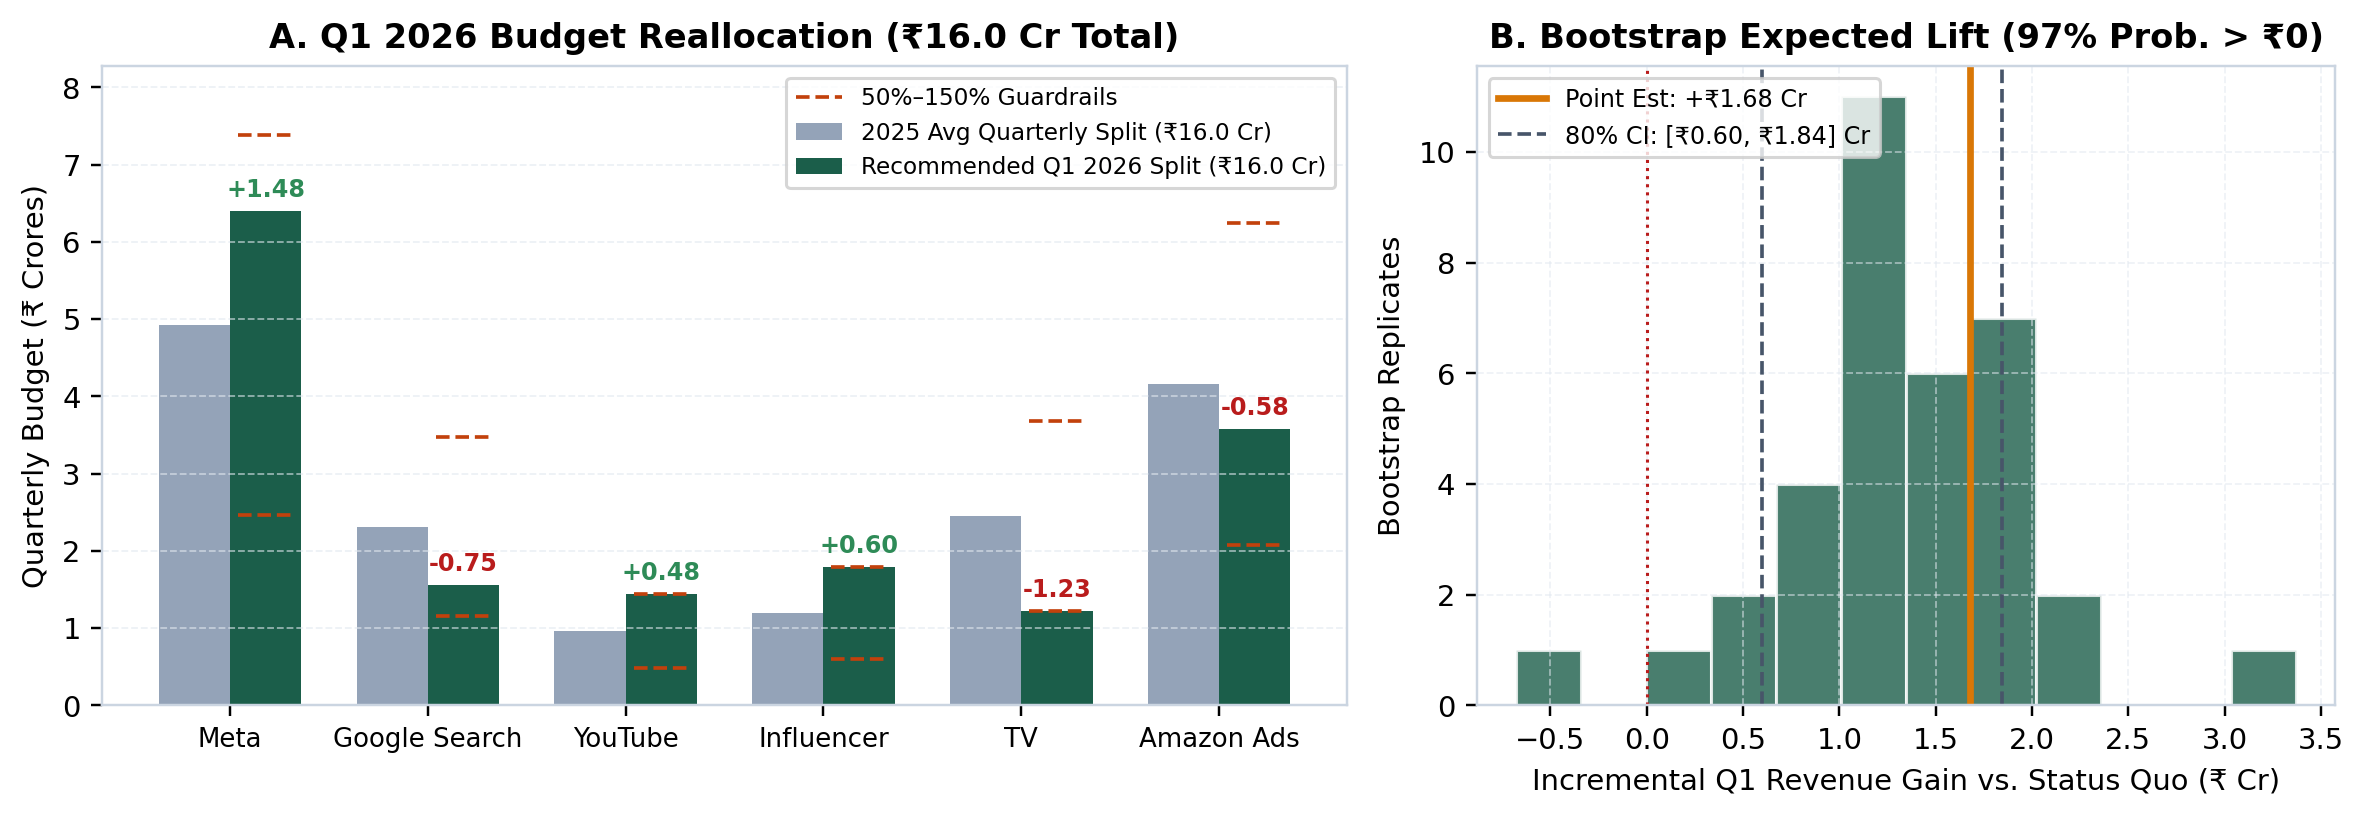 A. Q1 2026 Budget Reallocation (₹16.0 Cr Total)
Quarterly Budget (₹ Crores)
8
7
6
5
4
3
2
1
0
50%–150% Guardrails
2025 Avg Quarterly Split (₹16.0 Cr)
Recommended Q1 2026 Split (₹16.0 Cr)
+1.48
-0.75
+0.48
+0.60
-1.23
-0.58
Meta
Google Search
YouTube
Influencer
TV
Amazon Ads
B. Bootstrap Expected Lift (97% Prob. > ₹0)
Bootstrap Replicates
10
8
6
4
2
0
Point Est: +₹1.68 Cr
80% CI: [₹0.60, ₹1.84] Cr
−0.5
0.0
0.5
1.0
1.5
2.0
2.5
3.0
3.5
Incremental Q1 Revenue Gain vs. Status Quo (₹ Cr)